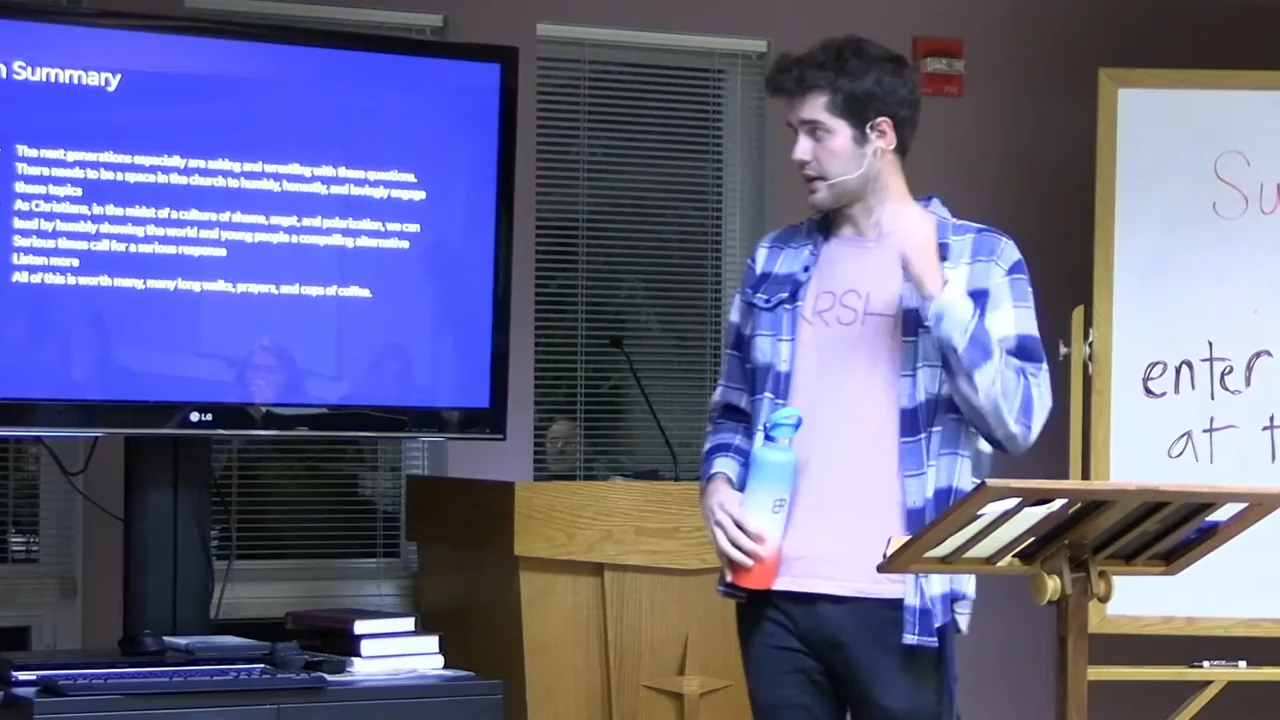 n Summary
The next generations especially are asking and wrestling with these questions.
There needs to be a space in the church to humbly, honestly, and lovingly engage
these topics
As Christians, in the midst of a culture of shame, angst, and polarization, we can
lead by humbly showing the world and young people a compelling alternative
Serious times call for a serious response
Listen more
All of this is worth many, many long walks, prayers, and cups of coffee.
LG
ARSH
Su
enter
at t